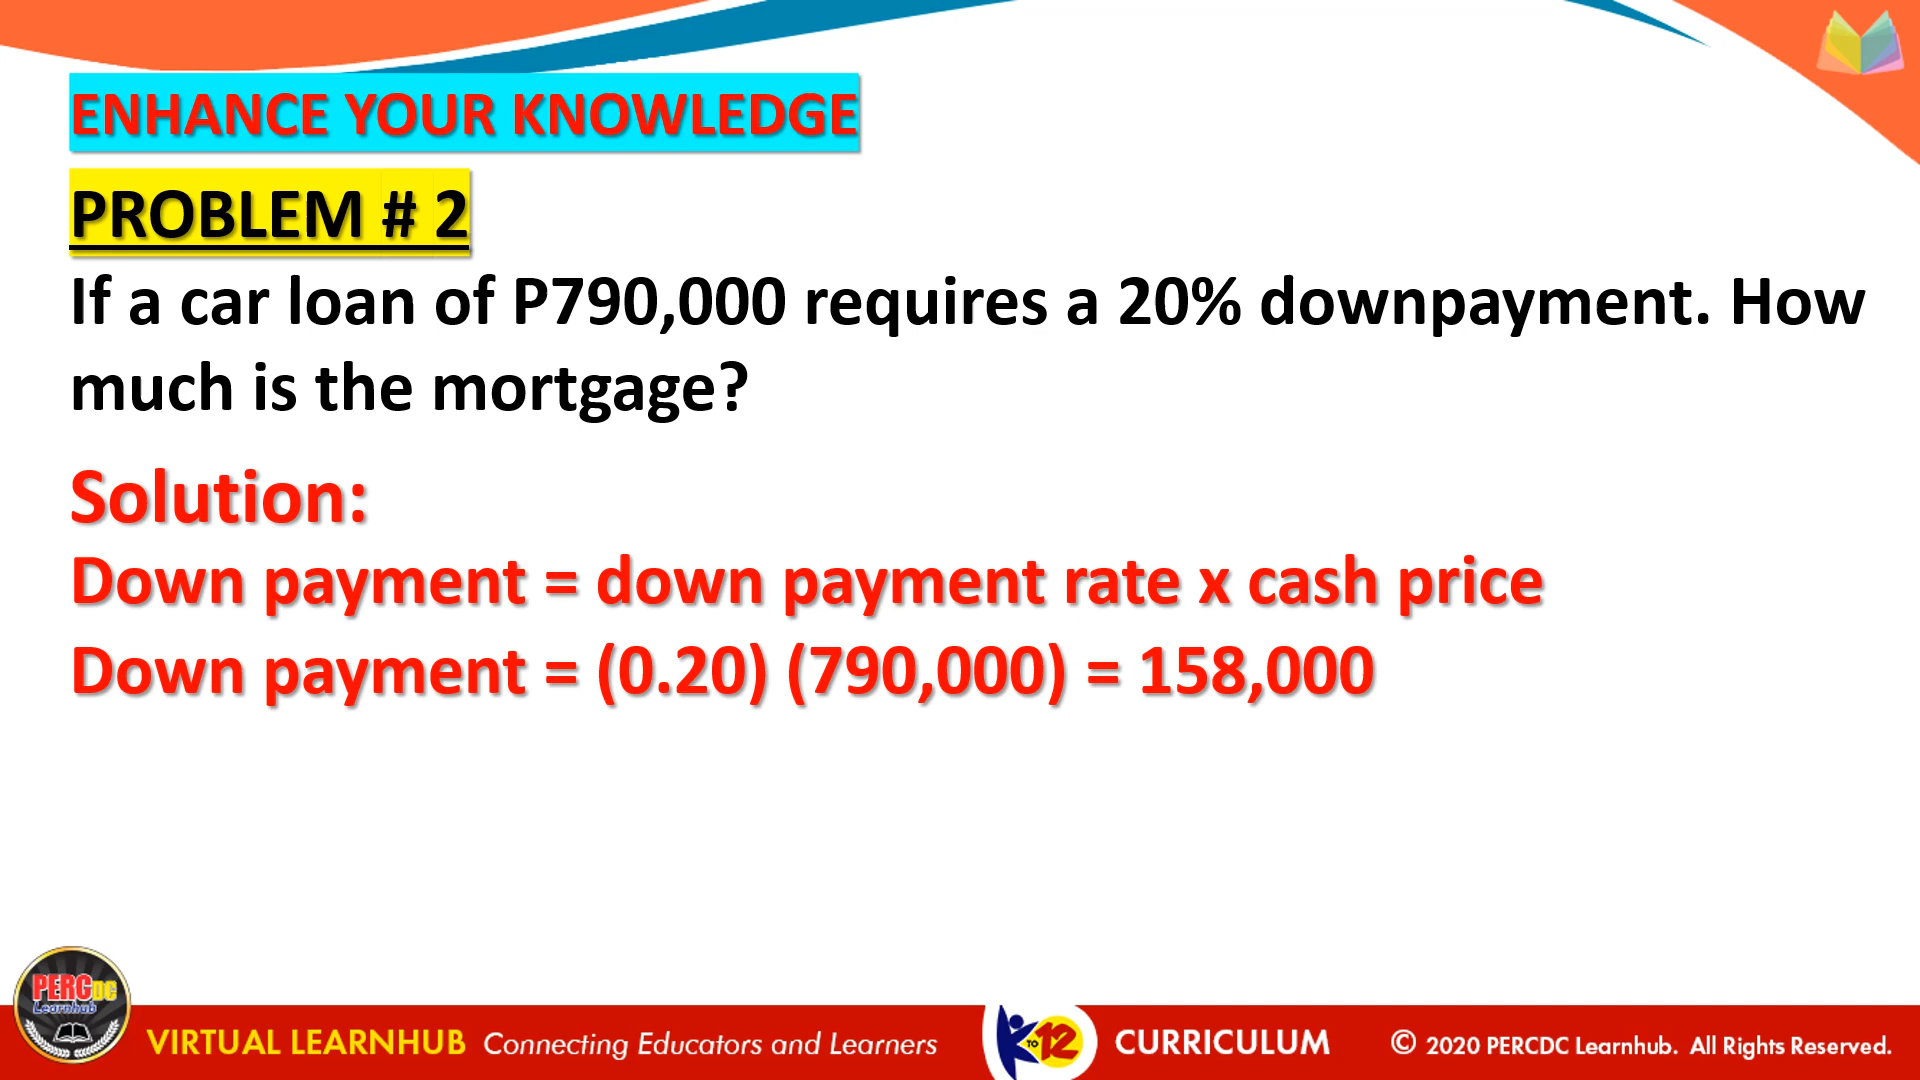 ENHANCE YOUR KNOWLEDGE
PROBLEM # 2
If a car loan of P790,000 requires a 20% downpayment. How
much is the mortgage?
Solution:
Down payment = down payment rate x cash price
Down payment = (0.20) (790,000) = 158,000
PERCDC
Learnhub
VIRTUAL LEARNHUB Connecting Educators and Learners
K TO 12 CURRICULUM
© 2020 PERCDC Learnhub. All Rights Reserved.